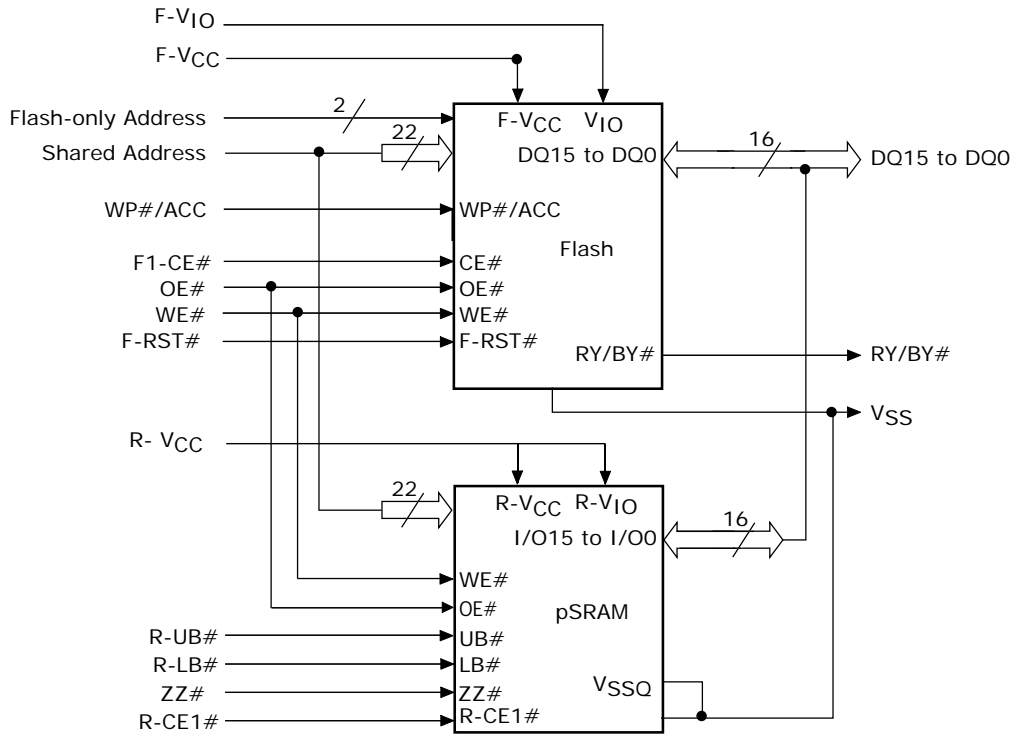 F-VIO
F-VCC
Flash-only Address
2
F-VCC VIO
Shared Address
22
DQ15 to DQ0
16
DQ15 to DQ0
WP#/ACC
WP#/ACC
Flash
F1-CE#
CE#
OE#
OE#
WE#
WE#
F-RST#
F-RST#
RY/BY#
RY/BY#
VSS
R- VCC
22
R-VCC R-VIO
I/O15 to I/O0
16
WE#
OE#
pSRAM
R-UB#
UB#
R-LB#
LB#
VSSQ
ZZ#
ZZ#
R-CE1#
R-CE1#